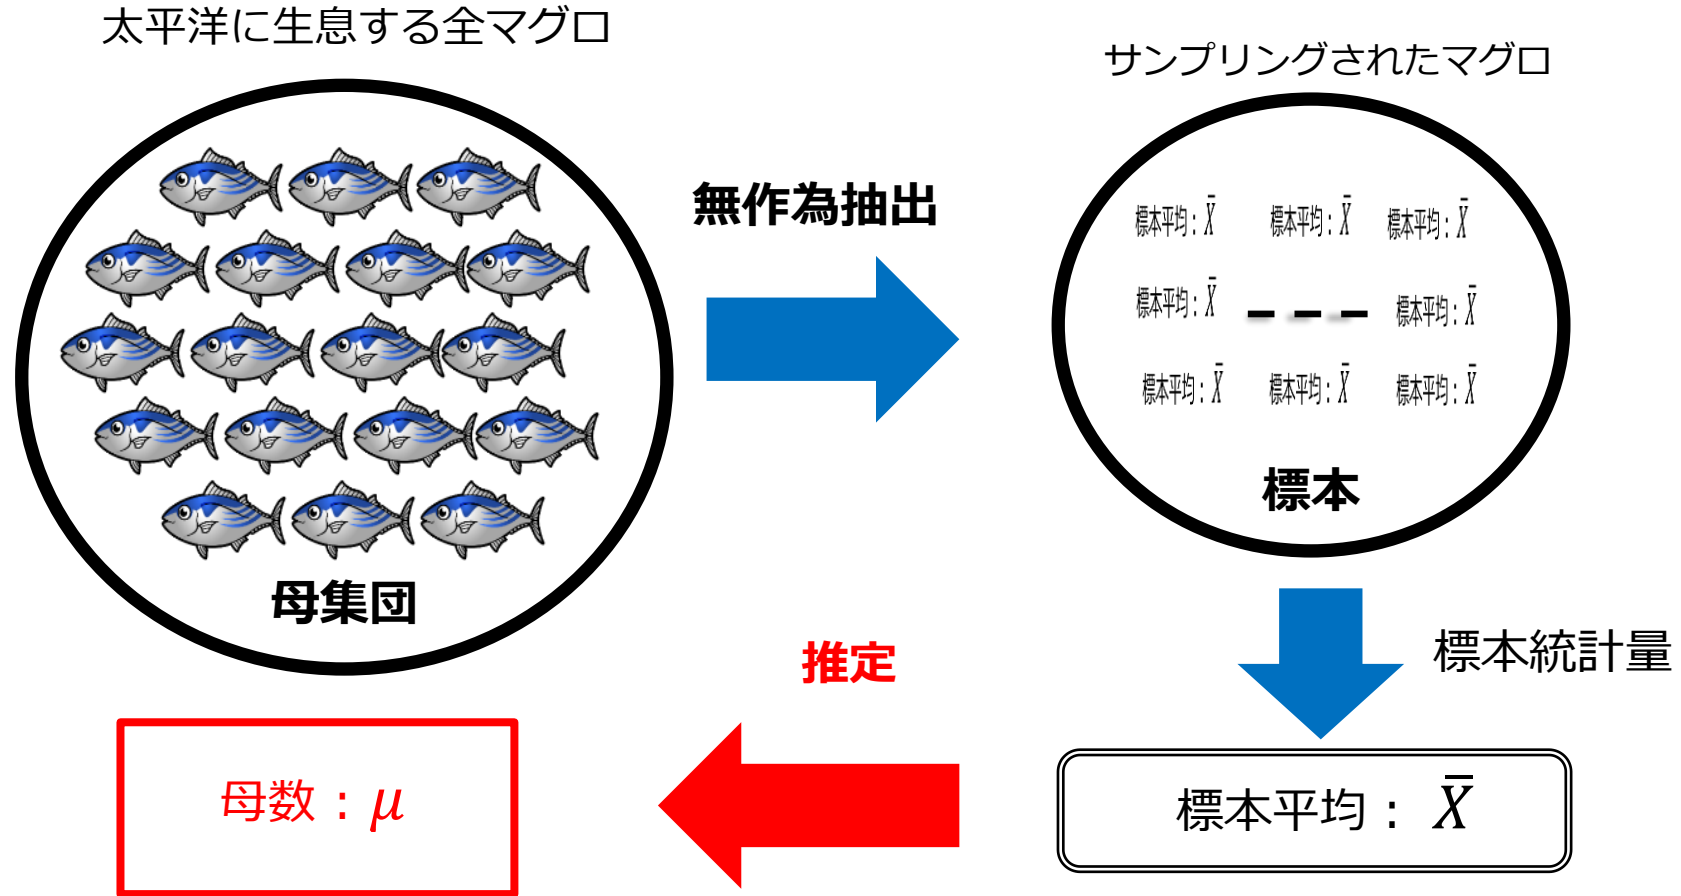 太平洋に生息する全マグロ
サンプリングされたマグロ
無作為抽出
標本平均：X̄
標本平均：X̄
標本平均：X̄
標本平均：X̄
標本平均：X̄
標本平均：X̄
標本平均：X̄
標本平均：X̄
標本
母集団
推定
標本統計量
母数：μ
標本平均： X̄